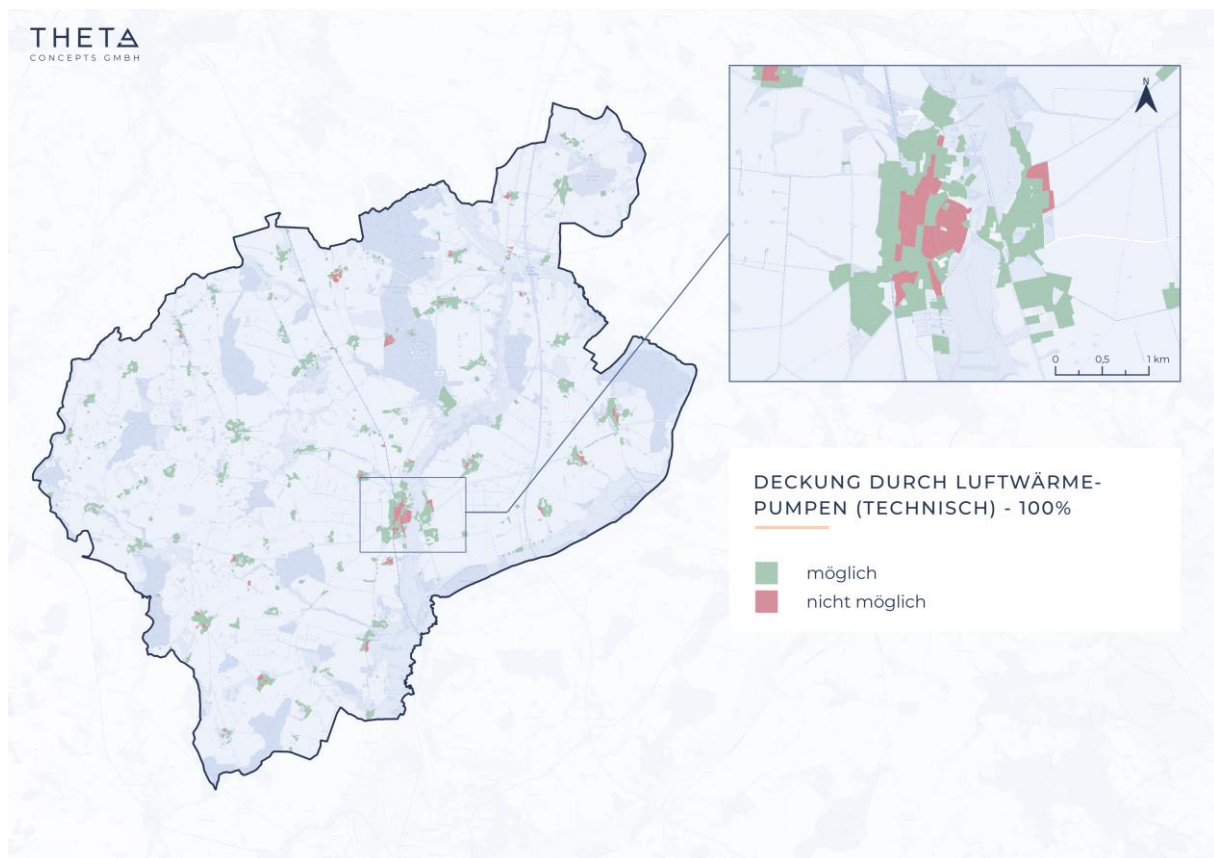 THETA
CONCEPTS GMBH
N
0 0,5 1 km
DECKUNG DURCH LUFTWÄRME-
PUMPEN (TECHNISCH) - 100%
möglich
nicht möglich